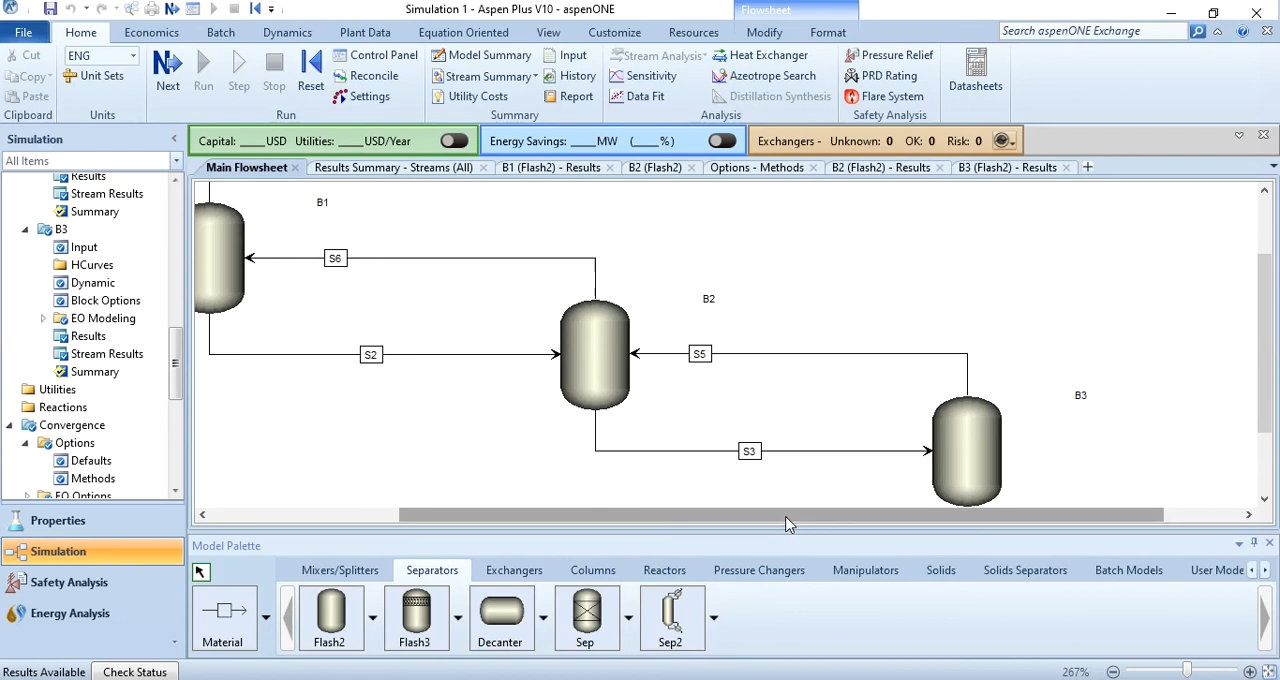 Simulation 1 - Aspen Plus V10 - aspenONE
Flowsheet
File Home Economics Batch Dynamics Plant Data Equation Oriented View Customize Resources Modify Format Search aspenONE Exchange
Cut ENG Control Panel Model Summary Input Stream Analysis Heat Exchanger Pressure Relief
Copy Unit Sets Next Run Step Stop Reset Reconcile Stream Summary History Sensitivity Azeotrope Search PRD Rating Datasheets
Paste Settings Utility Costs Report Data Fit Distillation Synthesis Flare System
Clipboard Units Run Summary Analysis Safety Analysis
Simulation
Capital: ____USD Utilities: ____USD/Year Energy Savings: ____MW (____%) Exchangers - Unknown: 0 OK: 0 Risk: 0
All Items
Main Flowsheet Results Summary - Streams (All) B1 (Flash2) - Results B2 (Flash2) Options - Methods B2 (Flash2) - Results B3 (Flash2) - Results
Results
Stream Results
Summary
B3
Input
HCurves
Dynamic
Block Options
EO Modeling
Results
Stream Results
Summary
Utilities
Reactions
Convergence
Options
Defaults
Methods
EO Options
Properties
Simulation
Safety Analysis
Energy Analysis
B1
S6
B2
S2
S5
B3
S3
Model Palette
Mixers/Splitters Separators Exchangers Columns Reactors Pressure Changers Manipulators Solids Solids Separators Batch Models User Mode
Material Flash2 Flash3 Decanter Sep Sep2
Results Available Check Status 267%